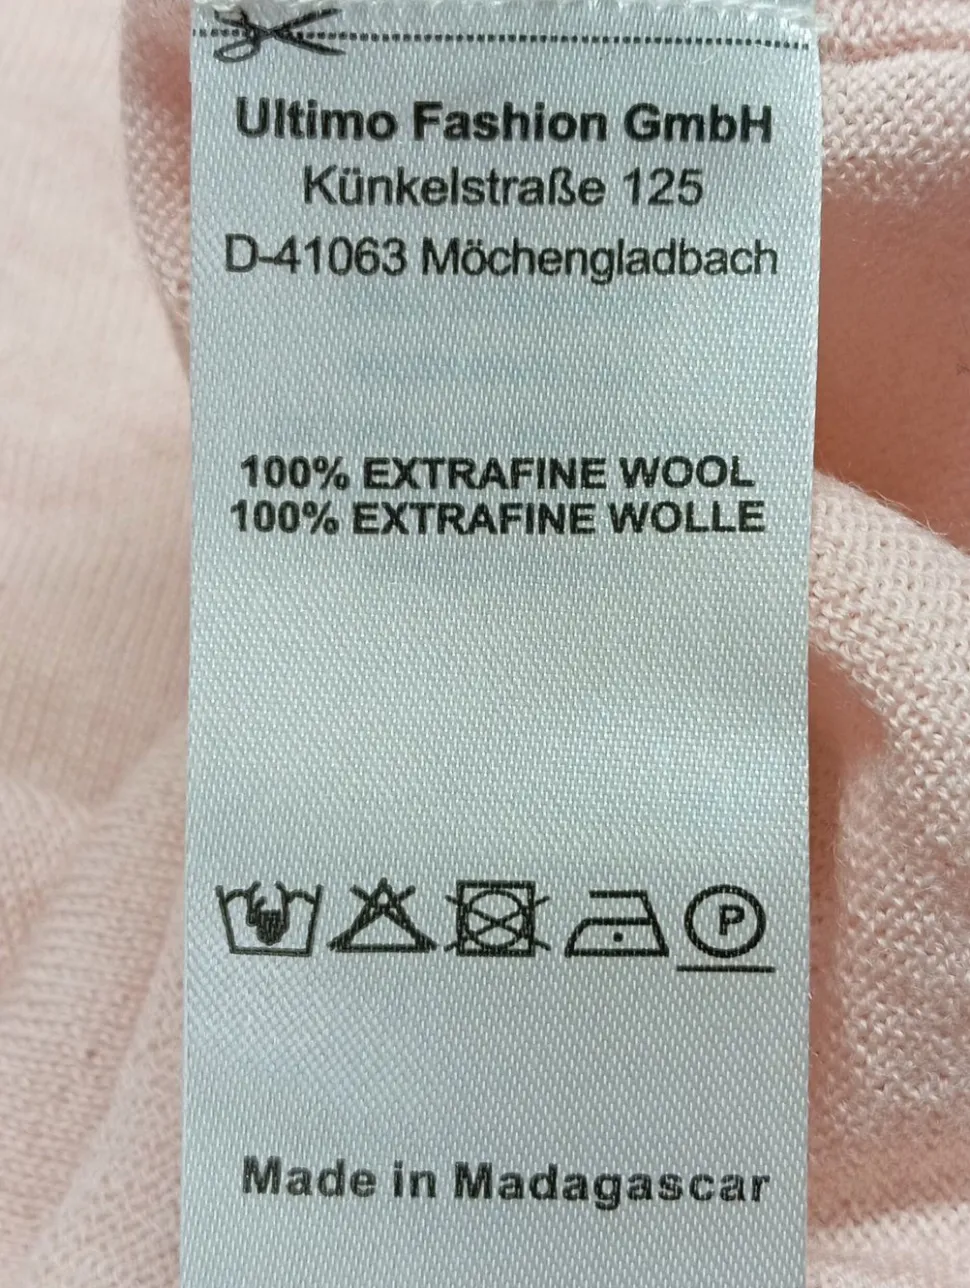 Ultimo Fashion GmbH
Künkelstraße 125
D-41063 Möchengladbach
100% EXTRAFINE WOOL
100% EXTRAFINE WOLLE
P
Made in Madagascar